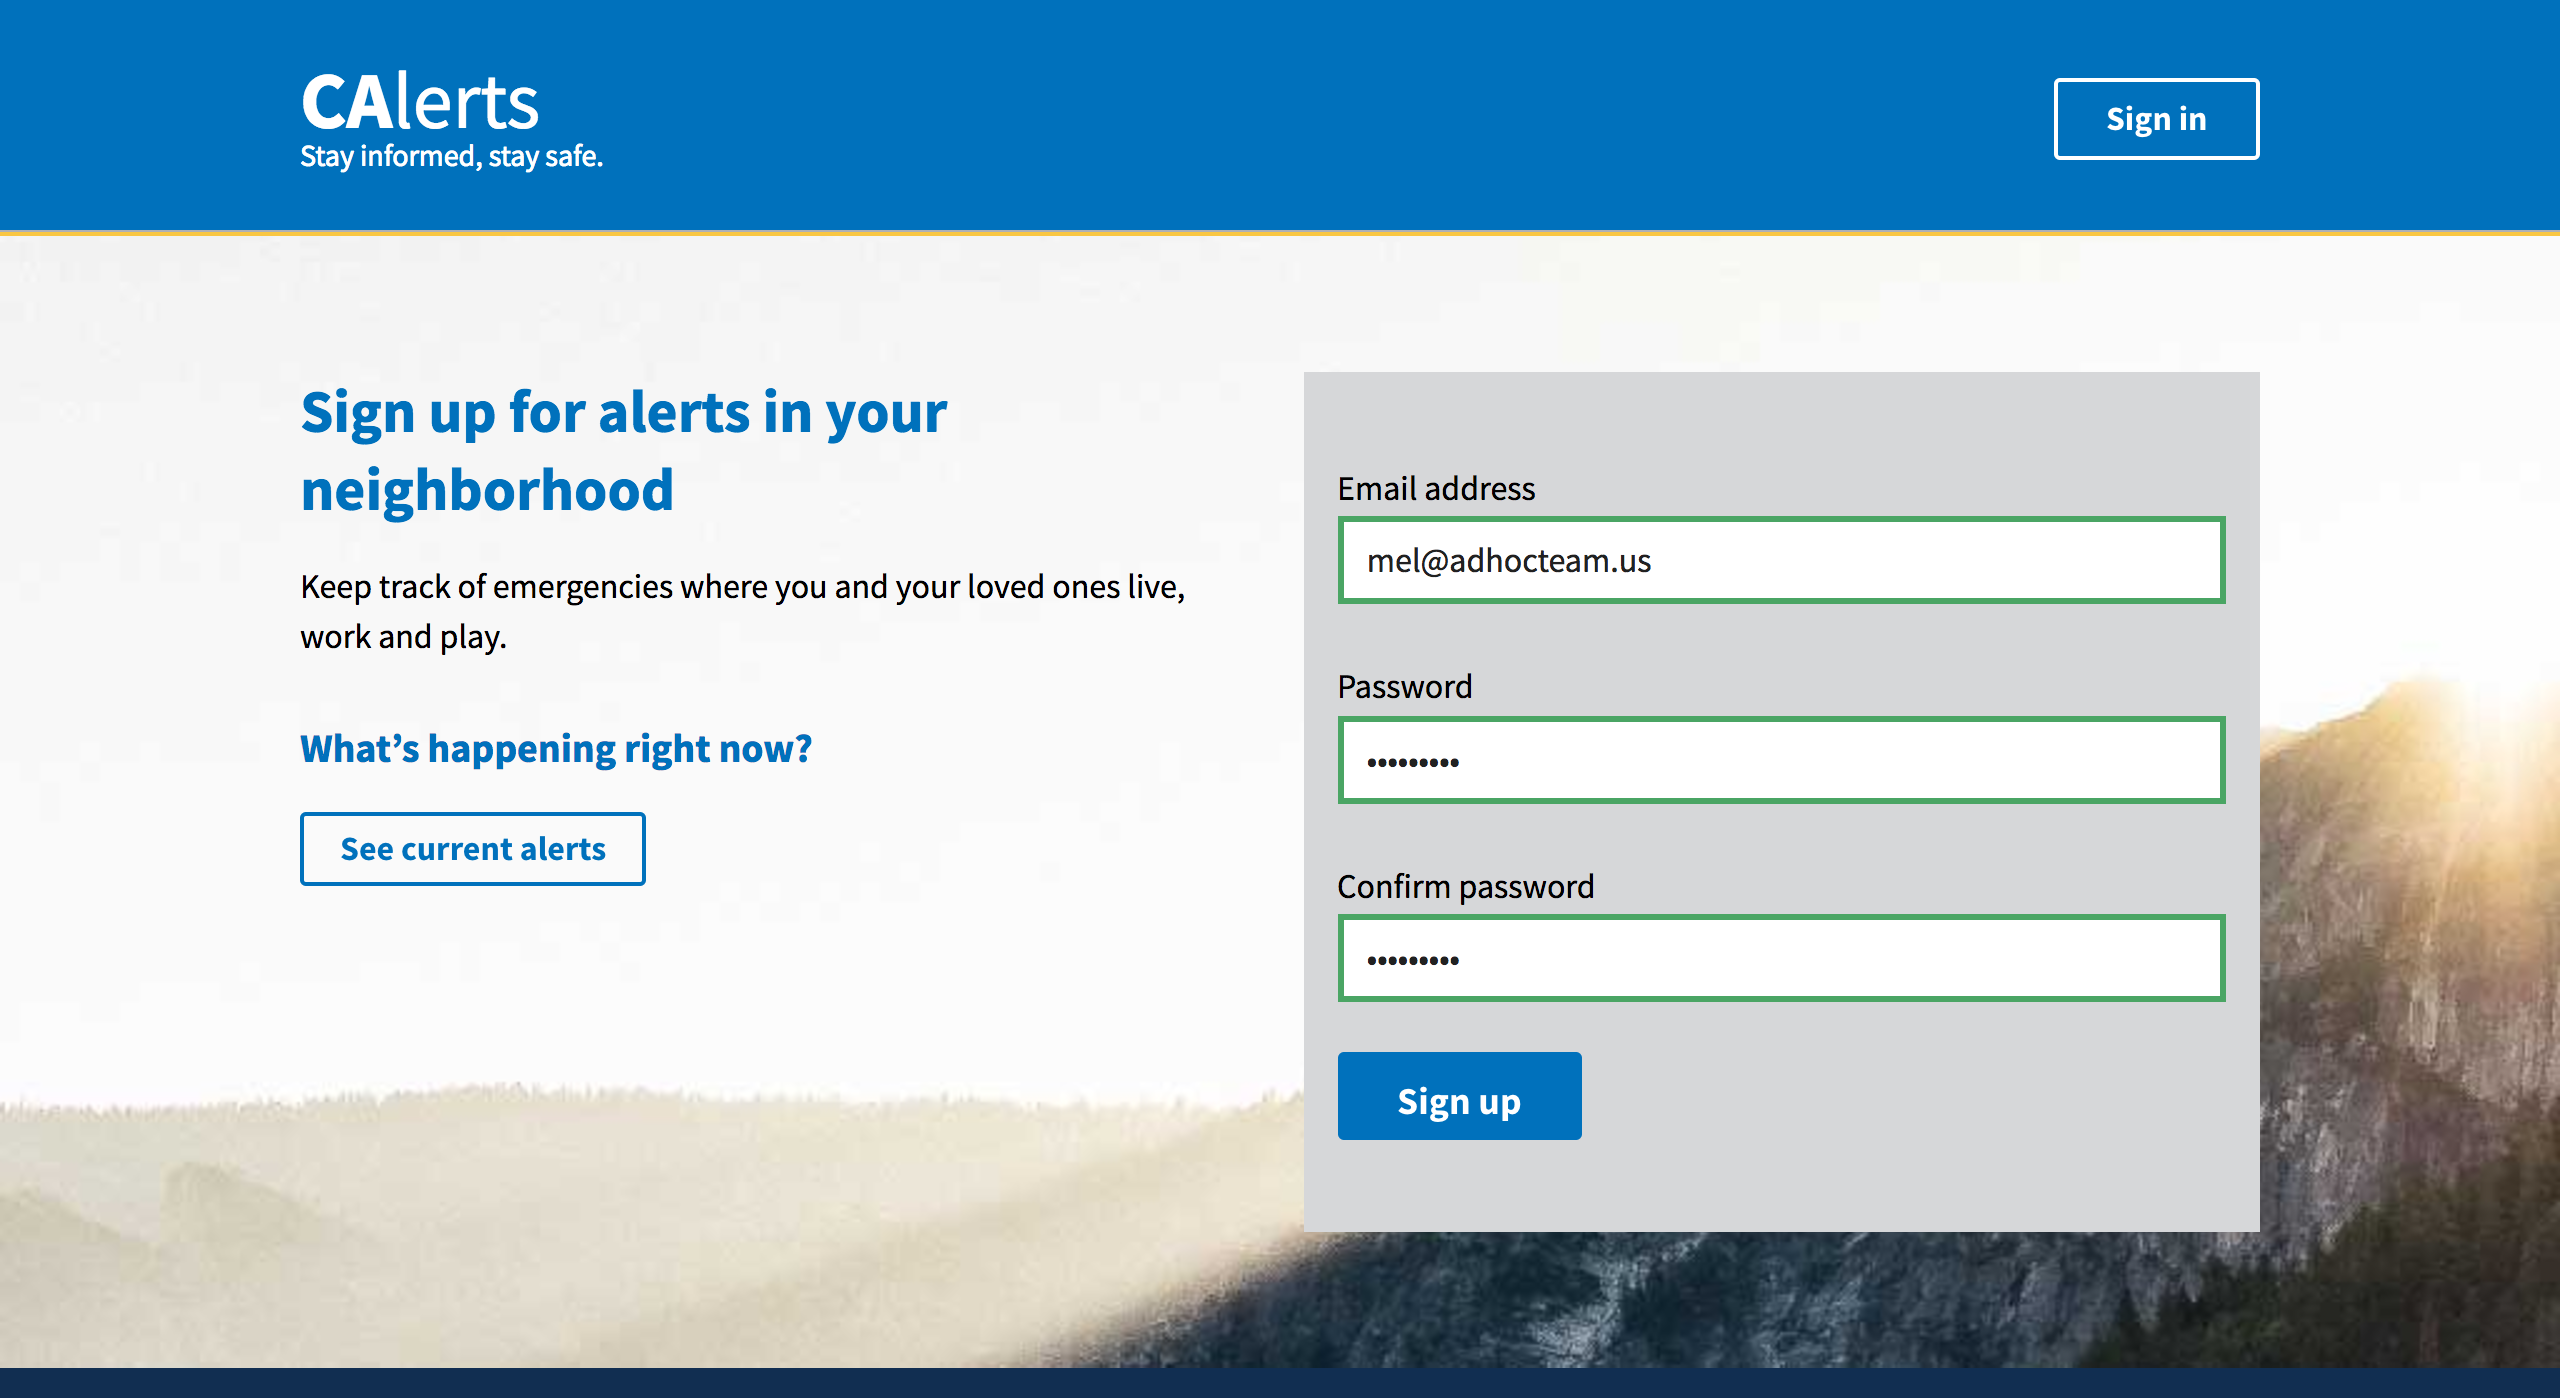 CAlerts
Stay informed, stay safe.
Sign in
Sign up for alerts in your
neighborhood
Keep track of emergencies where you and your loved ones live,
work and play.
What’s happening right now?
See current alerts
Email address
mel@adhocteam.us
Password
•••••••••
Confirm password
•••••••••
Sign up